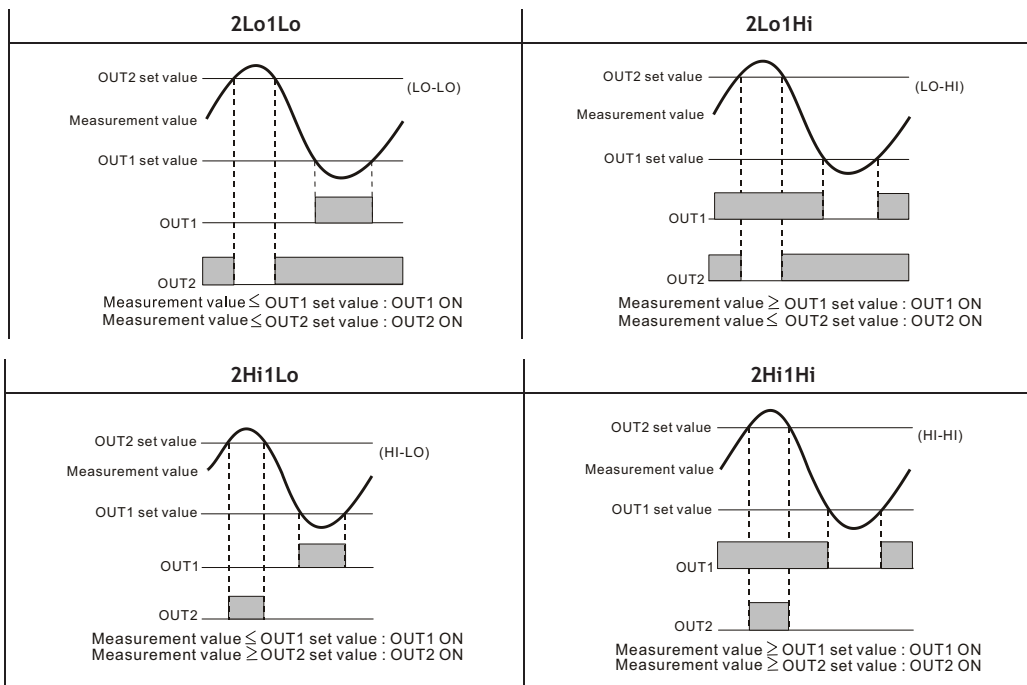 2Lo1Lo
OUT2 set value
(LO-LO)
Measurement value
OUT1 set value
OUT1
OUT2
Measurement value ≤ OUT1 set value : OUT1 ON
Measurement value ≤ OUT2 set value : OUT2 ON
2Lo1Hi
OUT2 set value
(LO-HI)
Measurement value
OUT1 set value
OUT1
OUT2
Measurement value ≥ OUT1 set value : OUT1 ON
Measurement value ≤ OUT2 set value : OUT2 ON
2Hi1Lo
OUT2 set value
(HI-LO)
Measurement value
OUT1 set value
OUT1
OUT2
Measurement value ≤ OUT1 set value : OUT1 ON
Measurement value ≥ OUT2 set value : OUT2 ON
2Hi1Hi
OUT2 set value
(HI-HI)
Measurement value
OUT1 set value
OUT1
OUT2
Measurement value ≥ OUT1 set value : OUT1 ON
Measurement value ≥ OUT2 set value : OUT2 ON